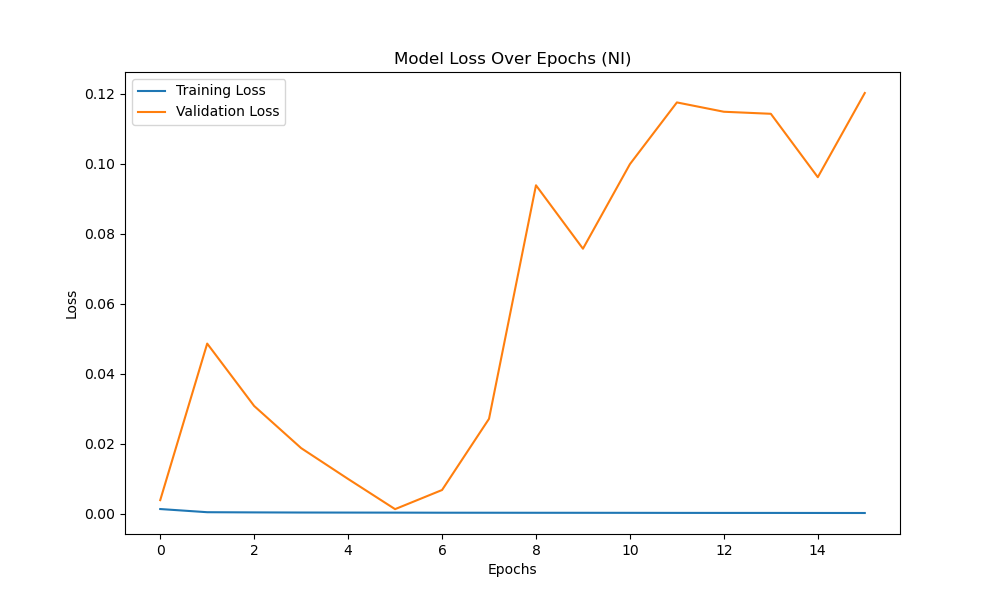 Model Loss Over Epochs (NI)
Training Loss
Validation Loss
0.12
0.10
0.08
0.06
0.04
0.02
0.00
Loss
0 2 4 6 8 10 12 14
Epochs